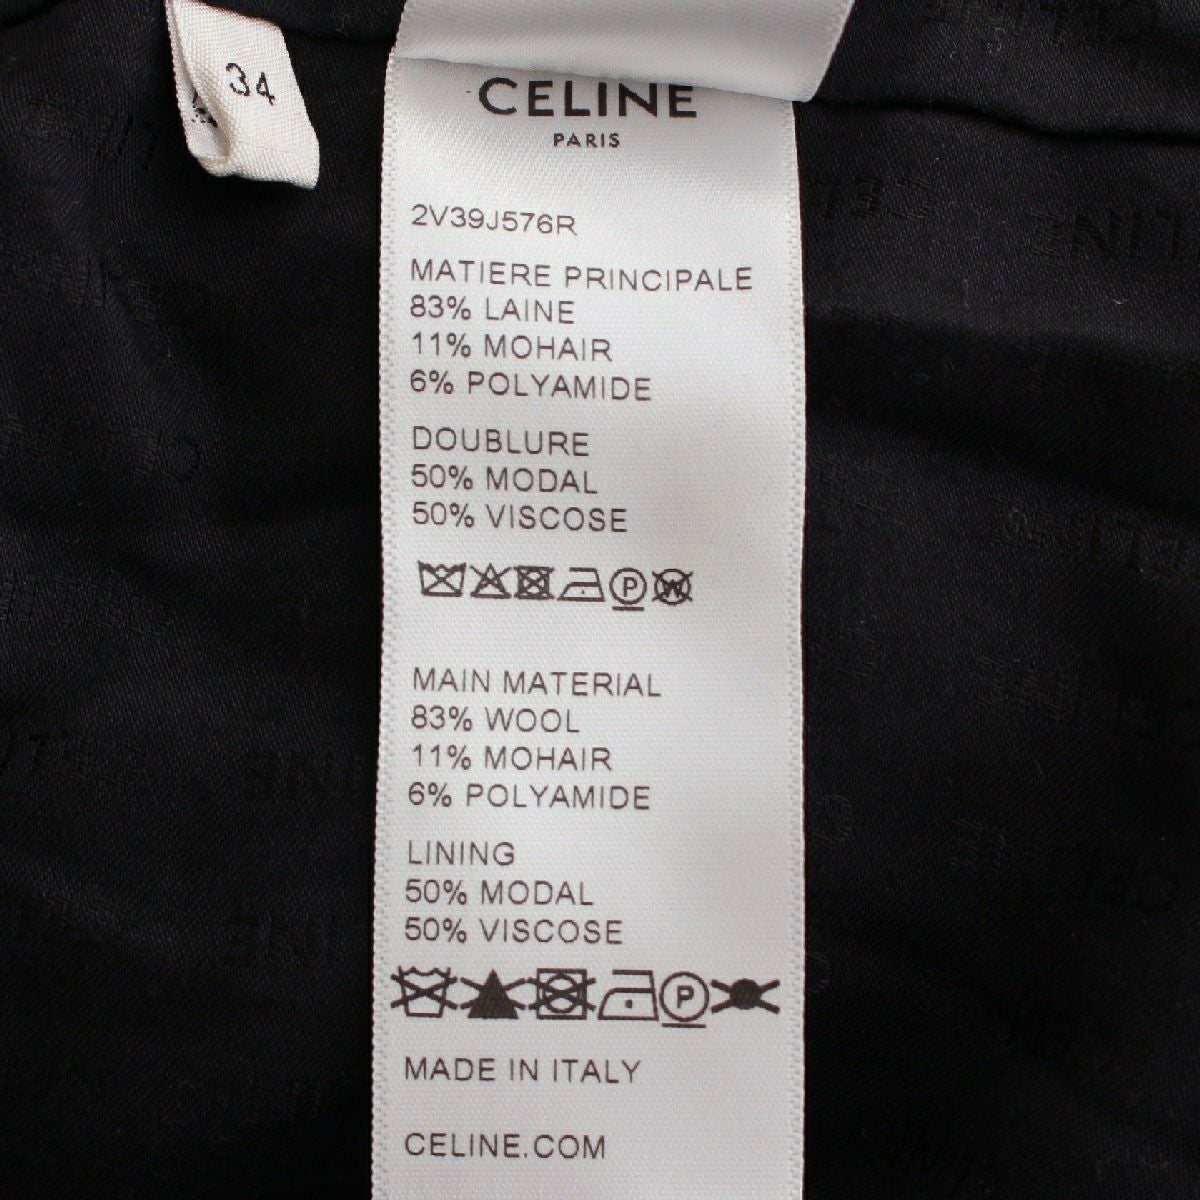 34
CELINE
PARIS
2V39J576R
MATIERE PRINCIPALE
83% LAINE
11% MOHAIR
6% POLYAMIDE
DOUBLURE
50% MODAL
50% VISCOSE
P W
MAIN MATERIAL
83% WOOL
11% MOHAIR
6% POLYAMIDE
LINING
50% MODAL
50% VISCOSE
P
MADE IN ITALY
CELINE.COM